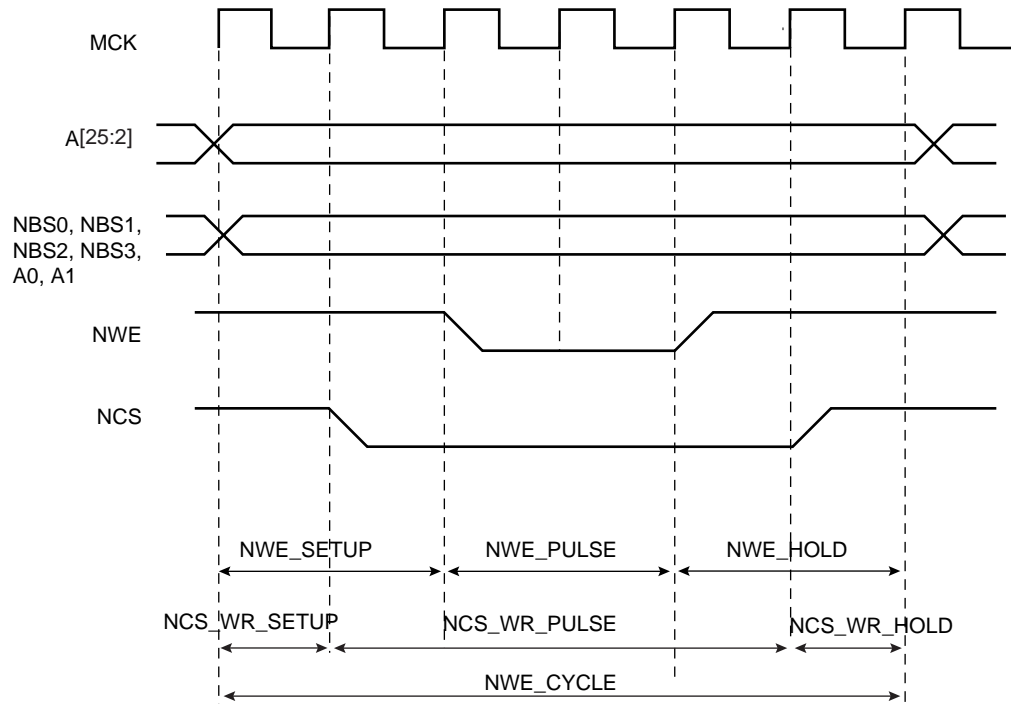 MCK
A[25:2]
NBS0, NBS1,
NBS2, NBS3,
A0, A1
NWE
NCS
NWE_SETUP
NWE_PULSE
NWE_HOLD
NCS_WR_SETUP
NCS_WR_PULSE
NCS_WR_HOLD
NWE_CYCLE